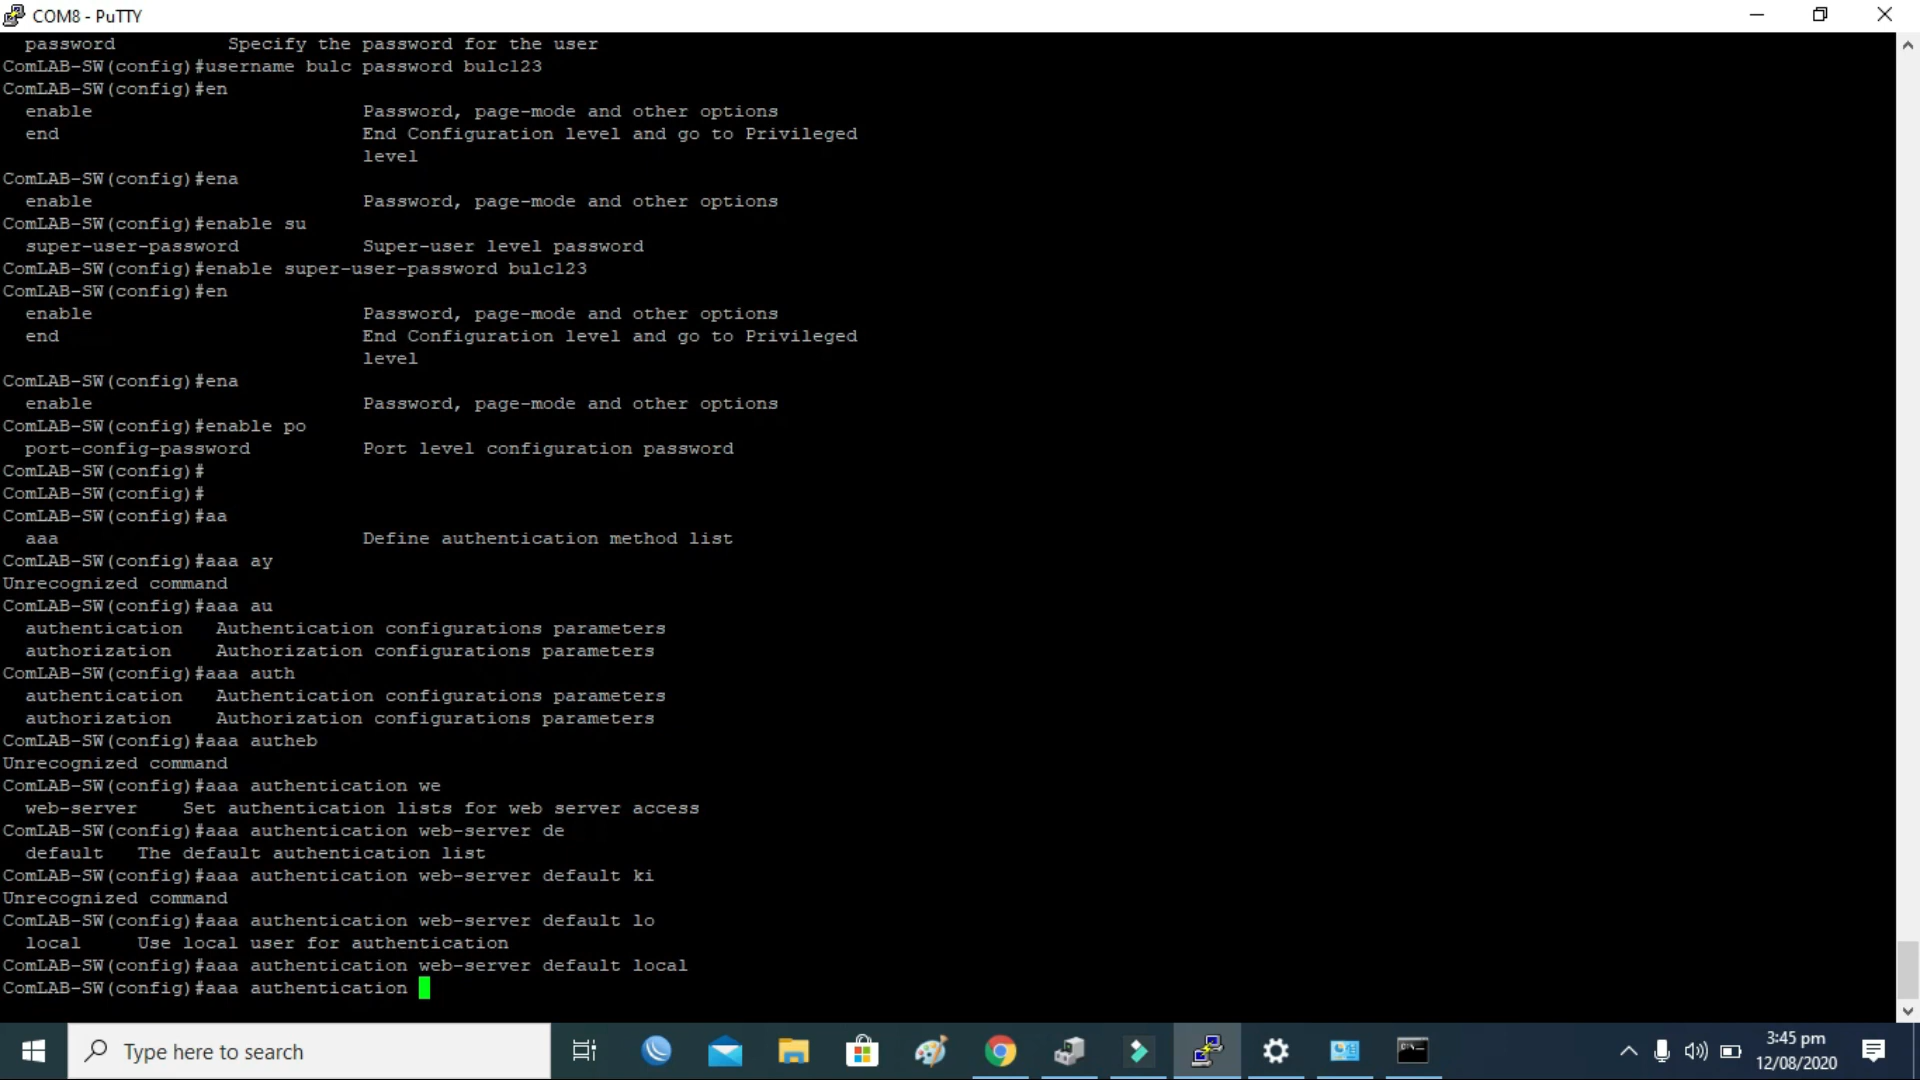 COM8 - PuTTY
password Specify the password for the user
ComLAB-SW(config)#username bulc password bulc123
ComLAB-SW(config)#en
enable Password, page-mode and other options
end End Configuration level and go to Privileged
level
ComLAB-SW(config)#ena
enable Password, page-mode and other options
ComLAB-SW(config)#enable su
super-user-password Super-user level password
ComLAB-SW(config)#enable super-user-password bulc123
ComLAB-SW(config)#en
enable Password, page-mode and other options
end End Configuration level and go to Privileged
level
ComLAB-SW(config)#ena
enable Password, page-mode and other options
ComLAB-SW(config)#enable po
port-config-password Port level configuration password
ComLAB-SW(config)#
ComLAB-SW(config)#
ComLAB-SW(config)#aa
aaa Define authentication method list
ComLAB-SW(config)#aaa ay
Unrecognized command
ComLAB-SW(config)#aaa au
authentication Authentication configurations parameters
authorization Authorization configurations parameters
ComLAB-SW(config)#aaa auth
authentication Authentication configurations parameters
authorization Authorization configurations parameters
ComLAB-SW(config)#aaa autheb
Unrecognized command
ComLAB-SW(config)#aaa authentication we
web-server Set authentication lists for web server access
ComLAB-SW(config)#aaa authentication web-server de
default The default authentication list
ComLAB-SW(config)#aaa authentication web-server default ki
Unrecognized command
ComLAB-SW(config)#aaa authentication web-server default lo
local Use local user for authentication
ComLAB-SW(config)#aaa authentication web-server default local
ComLAB-SW(config)#aaa authentication
Type here to search
3:45 pm
12/08/2020